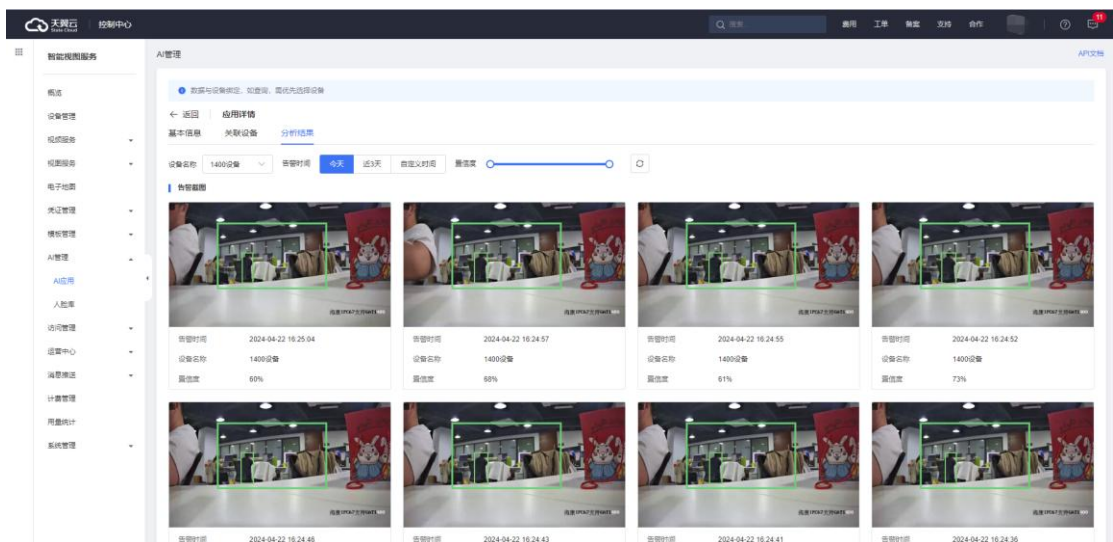 天翼云 控制中心 搜索 费用 工单 备案 支持 合作 11
State Cloud
智能视图服务
AI管理 API文档
概览
设备管理
视频服务
视图服务
电子地图
凭证管理
模板管理
AI管理
AI应用
人脸库
访问管理
运营中心
消息推送
计费管理
用量统计
系统管理
数据与设备绑定，如查询，需优先选择设备
← 返回 应用详情
基本信息 关联设备 分析结果
设备名称 1400设备 告警时间 今天 近3天 自定义时间 置信度
告警截图
告警时间 2024-04-22 16:25:04 告警时间 2024-04-22 16:24:57 告警时间 2024-04-22 16:24:55 告警时间 2024-04-22 16:24:52
设备名称 1400设备 设备名称 1400设备 设备名称 1400设备 设备名称 1400设备
置信度 60% 置信度 68% 置信度 61% 置信度 73%
告警时间 2024-04-22 16:24:46 告警时间 2024-04-22 16:24:43 告警时间 2024-04-22 16:24:41 告警时间 2024-04-22 16:24:36